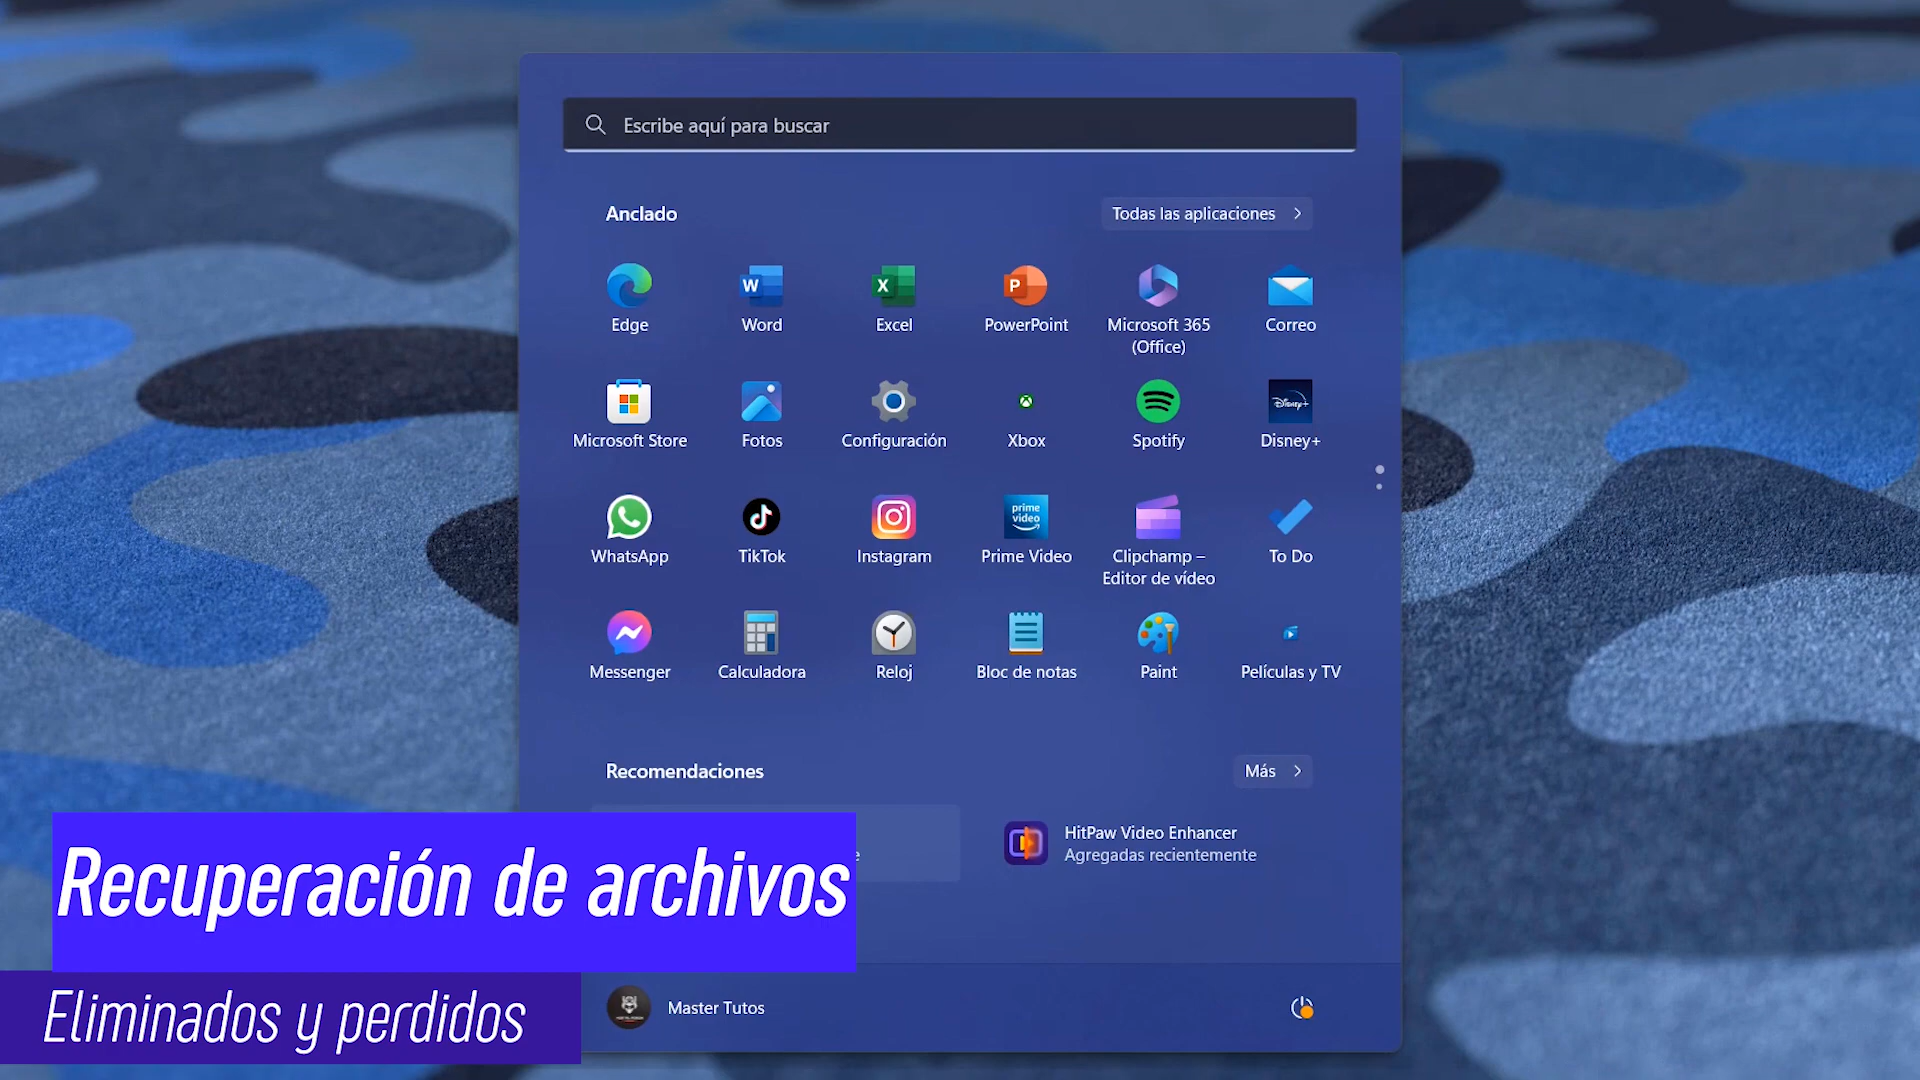 Escribe aquí para buscar
Anclado
Todas las aplicaciones
Edge
Word
Excel
PowerPoint
Microsoft 365
(Office)
Correo
Microsoft Store
Fotos
Configuración
Xbox
Spotify
Disney+
Disney+
WhatsApp
TikTok
Instagram
prime
video
Prime Video
Clipchamp –
Editor de vídeo
To Do
Messenger
Calculadora
Reloj
Bloc de notas
Paint
Películas y TV
Recomendaciones
Más
HitPaw Video Enhancer
Agregadas recientemente
Recuperación de archivos
Eliminados y perdidos
Master Tutos